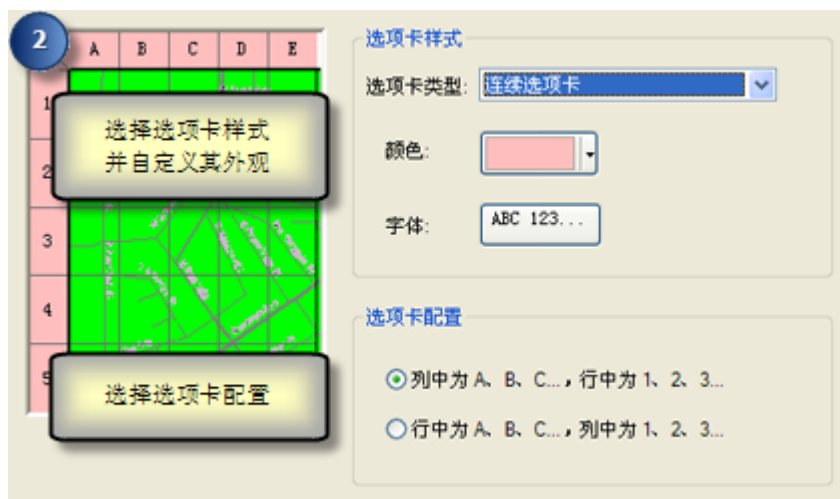 2
A B C D E
1
选择选项卡样式
并自定义其外观
2
3
4
5
选择选项卡配置
选项卡样式
选项卡类型: 连续选项卡
颜色:
字体: ABC 123...
选项卡配置
列中为 A、B、C...，行中为 1、2、3...
行中为 A、B、C...，列中为 1、2、3...